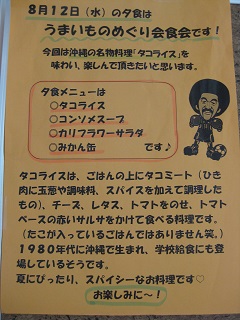 8月12日（水）の夕食は
うまいものめぐり会食会です！
今回は沖縄の名物料理「タコライス」を
味わい、楽しんで頂きたいと思います。
夕食メニューは
○タコライス
○コンソメスープ
○カリフラワーサラダ
○みかん缶
です♪
タコライスは、ごはんの上にタコミート（ひき
肉に玉葱や調味料、スパイスを加えて調理した
もの）、チーズ、レタス、トマトをのせ、トマト
ベースの赤いサルサをかけて食べる料理です。
（たこが入っているごはんではありません笑。）
1980年代に沖縄で生まれ、学校給食にも登
場しているそうです。
夏にぴったり、スパイシーなお料理です♡
お楽しみに～！